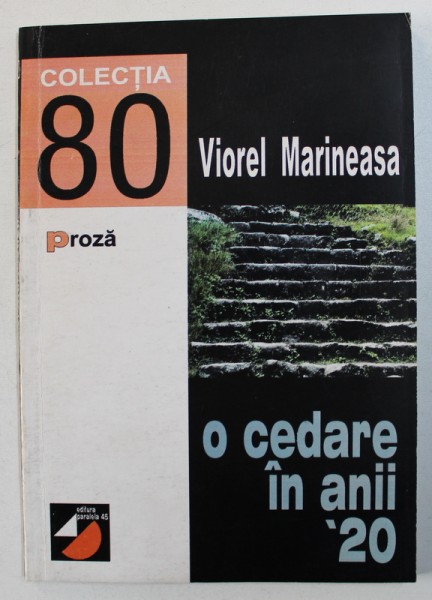 COLECȚIA
80
proză
Viorel Marineasa
o cedare
în anii
`20
editura
paralela 45